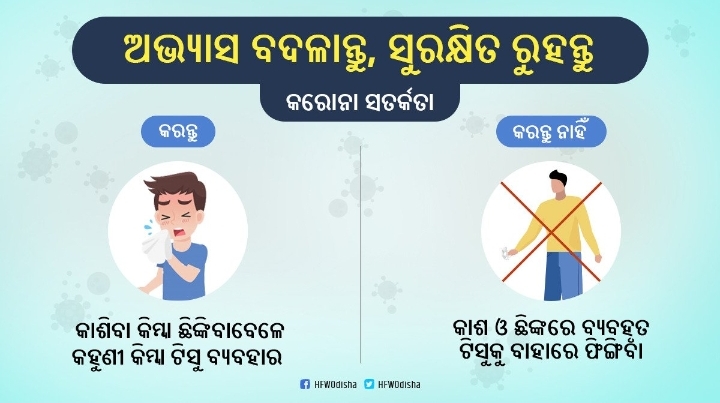 ଅଭ୍ୟାସ ବଦଳାନ୍ତୁ, ସୁରକ୍ଷିତ ରୁହନ୍ତୁ
କରୋନା ସତର୍କତା
କରନ୍ତୁ
କାଶିବା କିମ୍ବା ଛିଙ୍କିବାବେଳେ
କହୁଣୀ କିମ୍ବା ଟିସୁ ବ୍ୟବହାର
କରନ୍ତୁ ନାହିଁ
କାଶ ଓ ଛିଙ୍କରେ ବ୍ୟବହୃତ
ଟିସୁକୁ ବାହାରେ ଫିଙ୍ଗିବା
HFWOdisha HFWOdisha